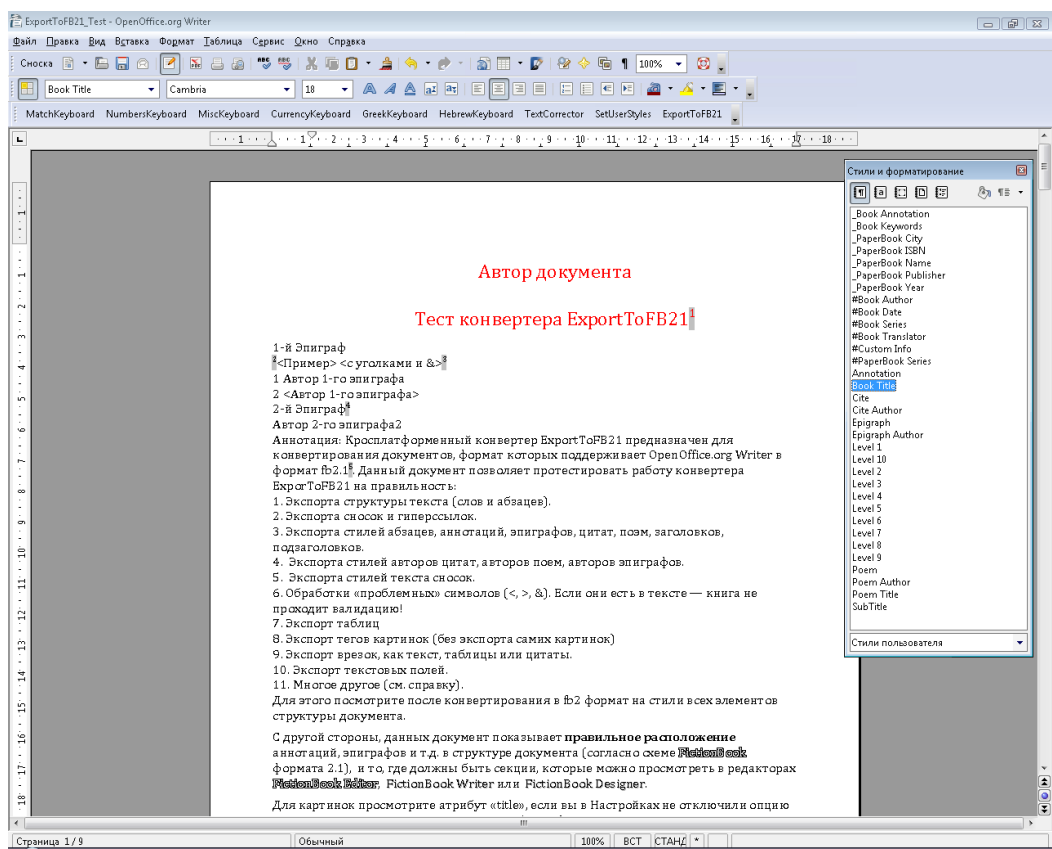 ExportToFB21_Test - OpenOffice.org Writer
Файл Правка Вид Вставка Формат Таблица Сервис Окно Справка
Сноска 100%
Book Title Cambria 18
MatchKeyboard NumbersKeyboard MiscKeyboard CurrencyKeyboard GreekKeyboard HebrewKeyboard TextCorrector SetUserStyles ExportToFB21
Автор документа
Тест конвертера ExportToFB21¹
1-й Эпиграф
²<Пример> <с уголками и &>³
1 Автор 1-го эпиграфа
2 <Автор 1-го эпиграфа>
2-й Эпиграф⁴
Автор 2-го эпиграфа2
Аннотация: Кросплатформенный конвертер ExportToFB21 предназначен для
конвертирования документов, формат которых поддерживает OpenOffice.org Writer в
формат fb2.1⁵. Данный документ позволяет протестировать работу конвертера
ExporToFB21 на правильность:
1. Экспорта структуры текста (слов и абзацев).
2. Экспорта сносок и гиперссылок.
3. Экспорта стилей абзацев, аннотаций, эпиграфов, цитат, поэм, заголовков,
подзаголовков.
4. Экспорта стилей авторов цитат, авторов поем, авторов эпиграфов.
5. Экспорта стилей текста сносок.
6. Обработки «проблемных» символов (<, >, &). Если они есть в тексте — книга не
проходит валидацию!
7. Экспорт таблиц
8. Экспорт тегов картинок (без экспорта самих картинок)
9. Экспорт врезок, как текст, таблицы или цитаты.
10. Экспорт текстовых полей.
11. Многое другое (см. справку).
Для этого посмотрите после конвертирования в fb2 формат на стили всех элементов
структуры документа.
С другой стороны, данных документ показывает правильное расположение
аннотаций, эпиграфов и т.д. в структуре документа (согласно схеме FictionBook
формата 2.1), и то, где должны быть секции, которые можно просмотреть в редакторах
FictionBook Editor, FictionBook Writer или FictionBook Designer.
Для картинок просмотрите атрибут «title», если вы в Настройках не отключили опцию
Стили и форматирование
_Book Annotation
_Book Keywords
_PaperBook City
_PaperBook ISBN
_PaperBook Name
_PaperBook Publisher
_PaperBook Year
#Book Author
#Book Date
#Book Series
#Book Translator
#Custom Info
#PaperBook Series
Annotation
Book Title
Cite
Cite Author
Epigraph
Epigraph Author
Level 1
Level 10
Level 2
Level 3
Level 4
Level 5
Level 6
Level 7
Level 8
Level 9
Poem
Poem Author
Poem Title
SubTitle
Стили пользователя
Страница 1 / 9 Обычный 100% ВСТ СТАНД *